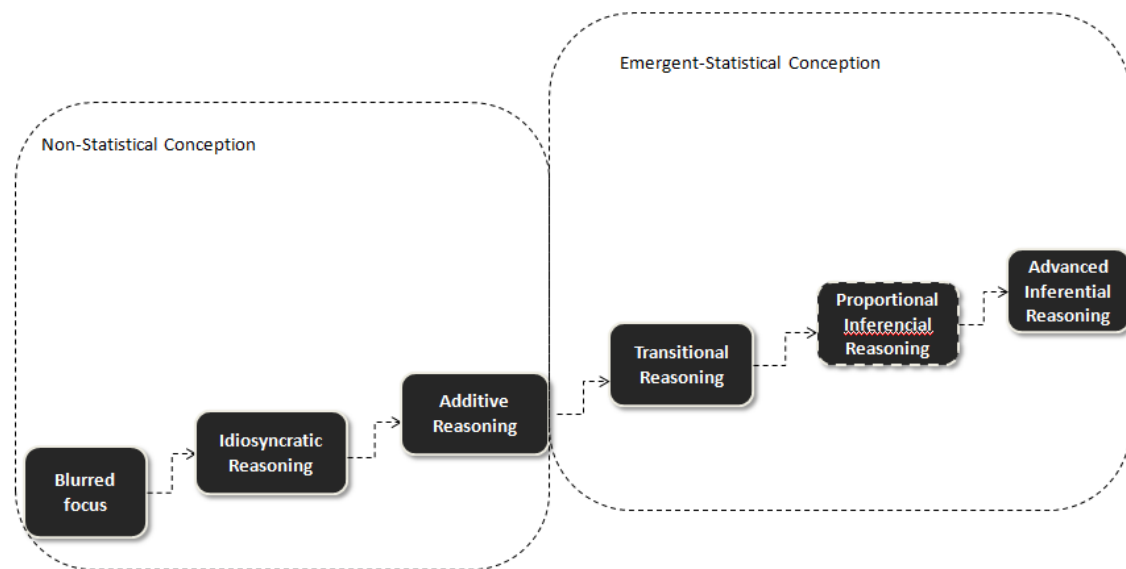 Emergent-Statistical Conception
Non-Statistical Conception
Blurred
focus
Idiosyncratic
Reasoning
Additive
Reasoning
Transitional
Reasoning
Proportional
Inferencial
Reasoning
Advanced
Inferential
Reasoning